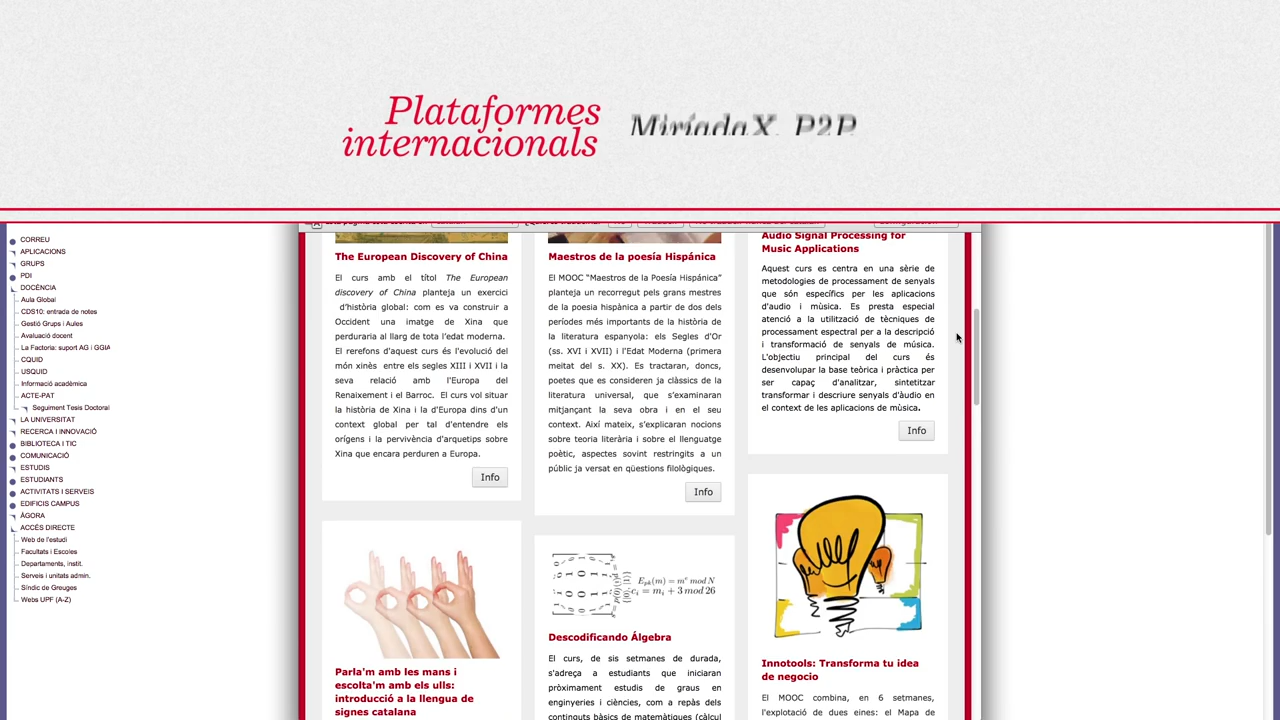 Plataformes
internacionals
MiríadaX, P2P
CORREU
APLICACIONS
GRUPS
PDI
DOCÈNCIA
Aula Global
CDS10: entrada de notes
Gestió Grups i Aules
Avaluació docent
La Factoria: suport AG i GGIA
CQUID
USQUID
Informació acadèmica
ACTE-PAT
Seguiment Tesis Doctoral
LA UNIVERSITAT
RECERCA I INNOVACIÓ
BIBLIOTECA I TIC
COMUNICACIÓ
ESTUDIS
ESTUDIANTS
ACTIVITATS I SERVEIS
EDIFICIS CAMPUS
ÀGORA
ACCÉS DIRECTE
Web de l'estudi
Facultats i Escoles
Departaments, instit.
Serveis i unitats admin.
Síndic de Greuges
Webs UPF (A-Z)
The European Discovery of China
El curs amb el títol The European
discovery of China planteja un exercici
d'història global: com es va construir a
Occident una imatge de Xina que
perduraria al llarg de tota l'edat moderna.
El rerefons d'aquest curs és l'evolució del
món xinès entre els segles XIII i XVII i la
seva relació amb l'Europa del
Renaixement i el Barroc. El curs vol situar
la història de Xina i la d'Europa dins d'un
context global per tal d'entendre els
orígens i la pervivència d'arquetips sobre
Xina que encara perduren a Europa.
Info
Parla'm amb les mans i
escolta'm amb els ulls:
introducció a la llengua de
signes catalana
Maestros de la poesía Hispánica
El MOOC “Maestros de la Poesía Hispánica”
planteja un recorregut pels grans mestres
de la poesia hispànica a partir de dos dels
períodes més importants de la història de
la literatura espanyola: els Segles d'Or
(ss. XVI i XVII) i l'Edat Moderna (primera
meitat del s. XX). Es tractaran, doncs,
poetes que es consideren ja clàssics de la
literatura universal, que s'examinaran
mitjançant la seva obra i en el seu
context. Així mateix, s'explicaran nocions
sobre teoria literària i sobre el llenguatge
poètic, aspectes sovint restringits a un
públic ja versat en qüestions filològiques.
Info
Descodificando Álgebra
El curs, de sis setmanes de durada,
s'adreça a estudiants que iniciaran
pròximament estudis de graus en
enginyeries i ciències, com a repàs dels
continguts bàsics de matemàtiques (càlcul
Audio Signal Processing for
Music Applications
Aquest curs es centra en una sèrie de
metodologies de processament de senyals
que són específics per les aplicacions
d'audio i mùsica. Es presta especial
atenció a la utilització de tècniques de
processament espectral per a la descripció
i transformació de senyals de música.
L'objectiu principal del curs és
desenvolupar la base teòrica i pràctica per
ser capaç d'analitzar, sintetitzar
transformar i descriure senyals d'àudio en
el context de les aplicacions de mùsica.
Info
Innotools: Transforma tu idea
de negocio
El MOOC combina, en 6 setmanes,
l'explotació de dues eines: el Mapa de